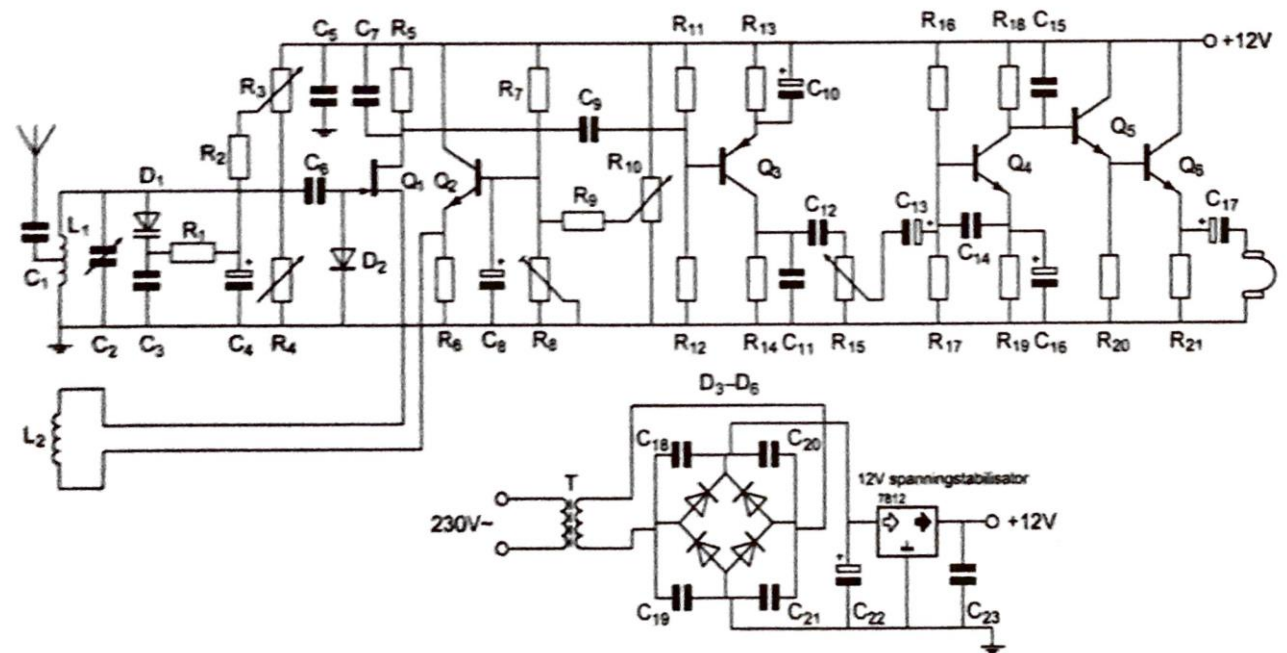 R11 R13 R16 R18 C15
C5 C7 R5
+12V
R3 R7 C9 C10
R2 Q5
R10
D1 C6 Q1 Q2 Q3 Q4 Q6
R9 C12 C13 C17
L1 R1
C14
D2
C1
C2 C3 C4 R4 R6 C8 R8 R12 R14 C11 R15 R17 R19 C16 R20 R21
D3–D6
L2
C18 C20
12V spanningstabilisator
7812
T
230V~
+12V
C19 C21 C22 C23